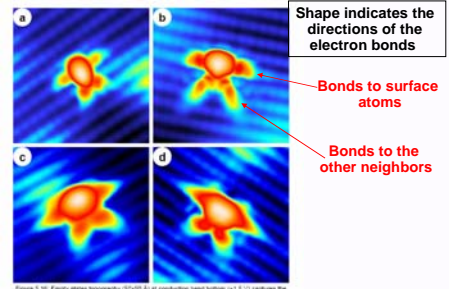 a
b
Shape indicates the
directions of the
electron bonds
Bonds to surface
atoms
Bonds to the
other neighbors
c
d